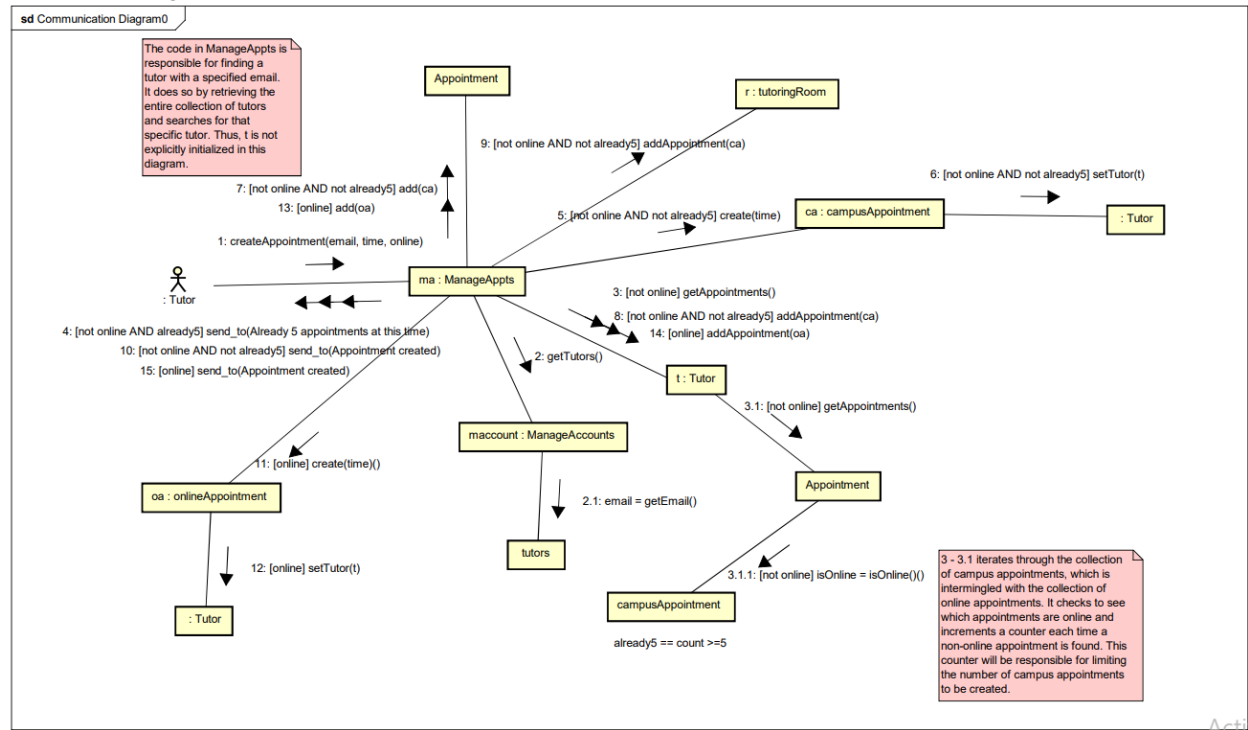 sd Communication Diagram0
The code in ManageAppts is
responsible for finding a
tutor with a specified email.
It does so by retrieving the
entire collection of tutors
and searches for that
specific tutor. Thus, t is not
explicitly initialized in this
diagram.
Appointment
r : tutoringRoom
9: [not online AND not already5] addAppointment(ca)
6: [not online AND not already5] setTutor(t)
7: [not online AND not already5] add(ca)
13: [online] add(oa)
5: [not online AND not already5] create(time)
ca : campusAppointment
: Tutor
1: createAppointment(email, time, online)
ma : ManageAppts
: Tutor
3: [not online] getAppointments()
8: [not online AND not already5] addAppointment(ca)
14: [online] addAppointment(oa)
4: [not online AND already5] send_to(Already 5 appointments at this time)
10: [not online AND not already5] send_to(Appointment created)
15: [online] send_to(Appointment created)
2: getTutors()
t : Tutor
3.1: [not online] getAppointments()
maccount : ManageAccounts
11: [online] create(time)()
oa : onlineAppointment
Appointment
2.1: email = getEmail()
tutors
12: [online] setTutor(t)
3.1.1: [not online] isOnline = isOnline()()
campusAppointment
: Tutor
already5 == count >=5
3 - 3.1 iterates through the collection
of campus appointments, which is
intermingled with the collection of
online appointments. It checks to see
which appointments are online and
increments a counter each time a
non-online appointment is found. This
counter will be responsible for limiting
the number of campus appointments
to be created.